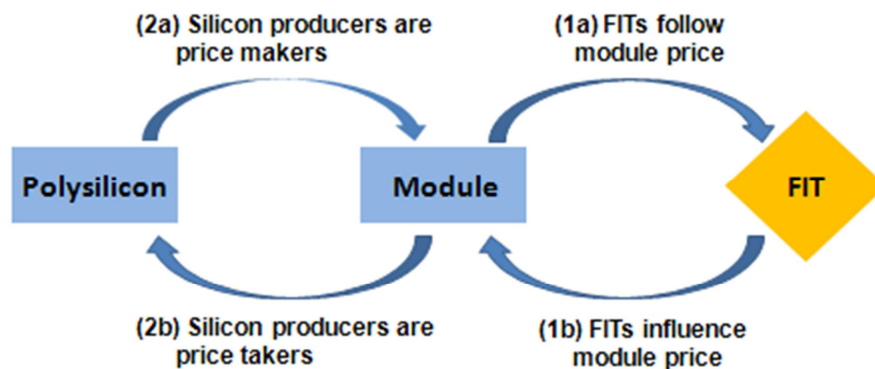 (2a) Silicon producers are
price makers
(1a) FITs follow
module price
Polysilicon
Module
FIT
(2b) Silicon producers are
price takers
(1b) FITs influence
module price